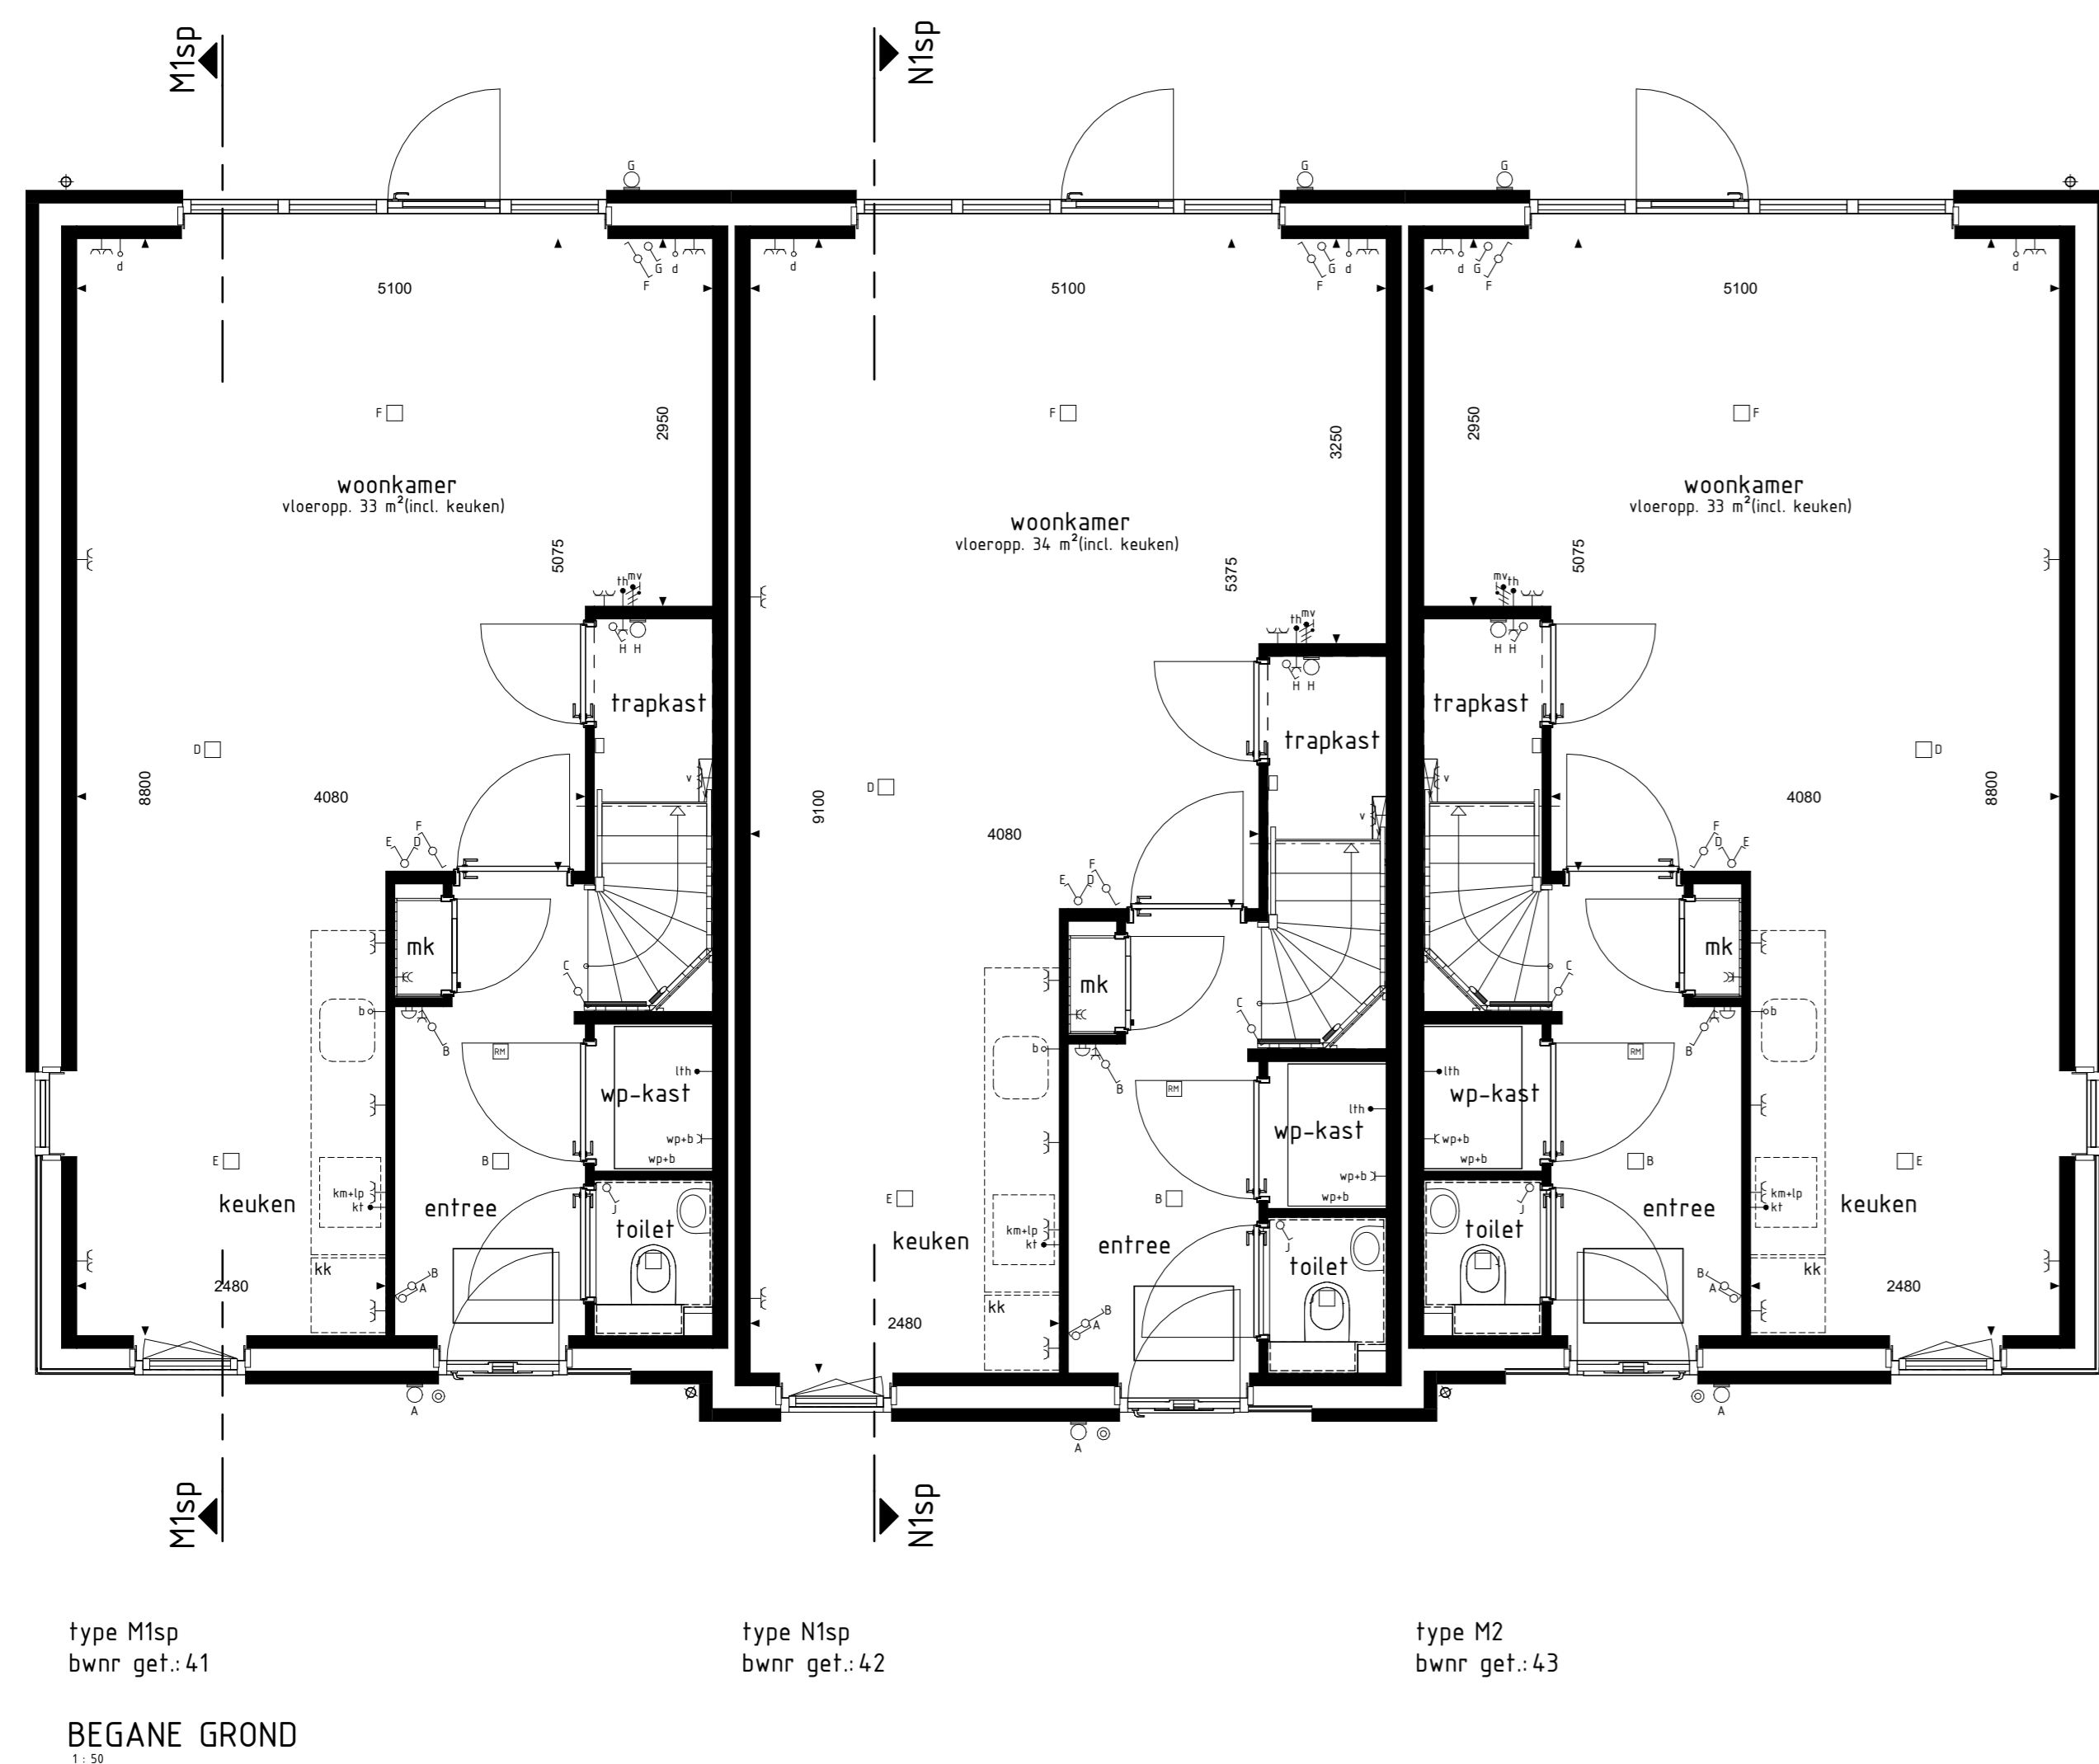 M1sp
N1sp
G
G
G
d
G
d
F
d
G
d
F
d
G
F
d
5100
5100
5100
F
F
F
2950
3250
2950
woonkamer
vloeropp. 33 m²(incl. keuken)
woonkamer
vloeropp. 34 m²(incl. keuken)
woonkamer
vloeropp. 33 m²(incl. keuken)
5075
5375
5075
th mv
th mv
mv th
H H
H H
H H
trapkast
trapkast
trapkast
D
D
D
v
v
v
8800
9100
8800
4080
4080
4080
E D F
E D F
F D E
mk
mk
mk
C
C
C
b
b
b
B
B
B
RM
RM
RM
lth
lth
lth
wp-kast
wp-kast
wp-kast
wp+b
wp+b
wp+b
wp+b
wp+b
wp+b
E
B
E
B
B
E
km+lp
kt
km+lp
kt
km+lp
kt
keuken
entree
toilet
keuken
entree
toilet
toilet
entree
keuken
J
J
J
kk
kk
kk
B
A
B
A
B
A
2480
2480
2480
A
A
A
M1sp
N1sp
type M1sp
bwnr get.: 41
type N1sp
bwnr get.: 42
type M2
bwnr get.: 43
BEGANE GROND
1 : 50